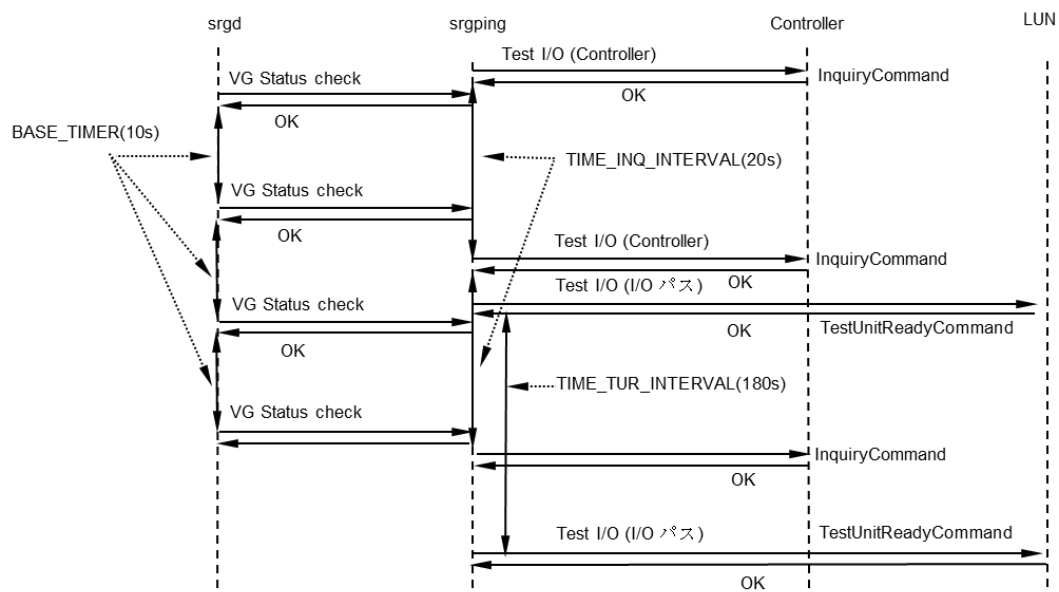 srgd
srgping
Controller
LUN
Test I/O (Controller)
VG Status check
InquiryCommand
OK
OK
BASE_TIMER(10s)
TIME_INQ_INTERVAL(20s)
VG Status check
OK
Test I/O (Controller)
InquiryCommand
OK
Test I/O (I/O パス)
VG Status check
OK
TestUnitReadyCommand
OK
TIME_TUR_INTERVAL(180s)
VG Status check
InquiryCommand
OK
Test I/O (I/O パス)
TestUnitReadyCommand
OK